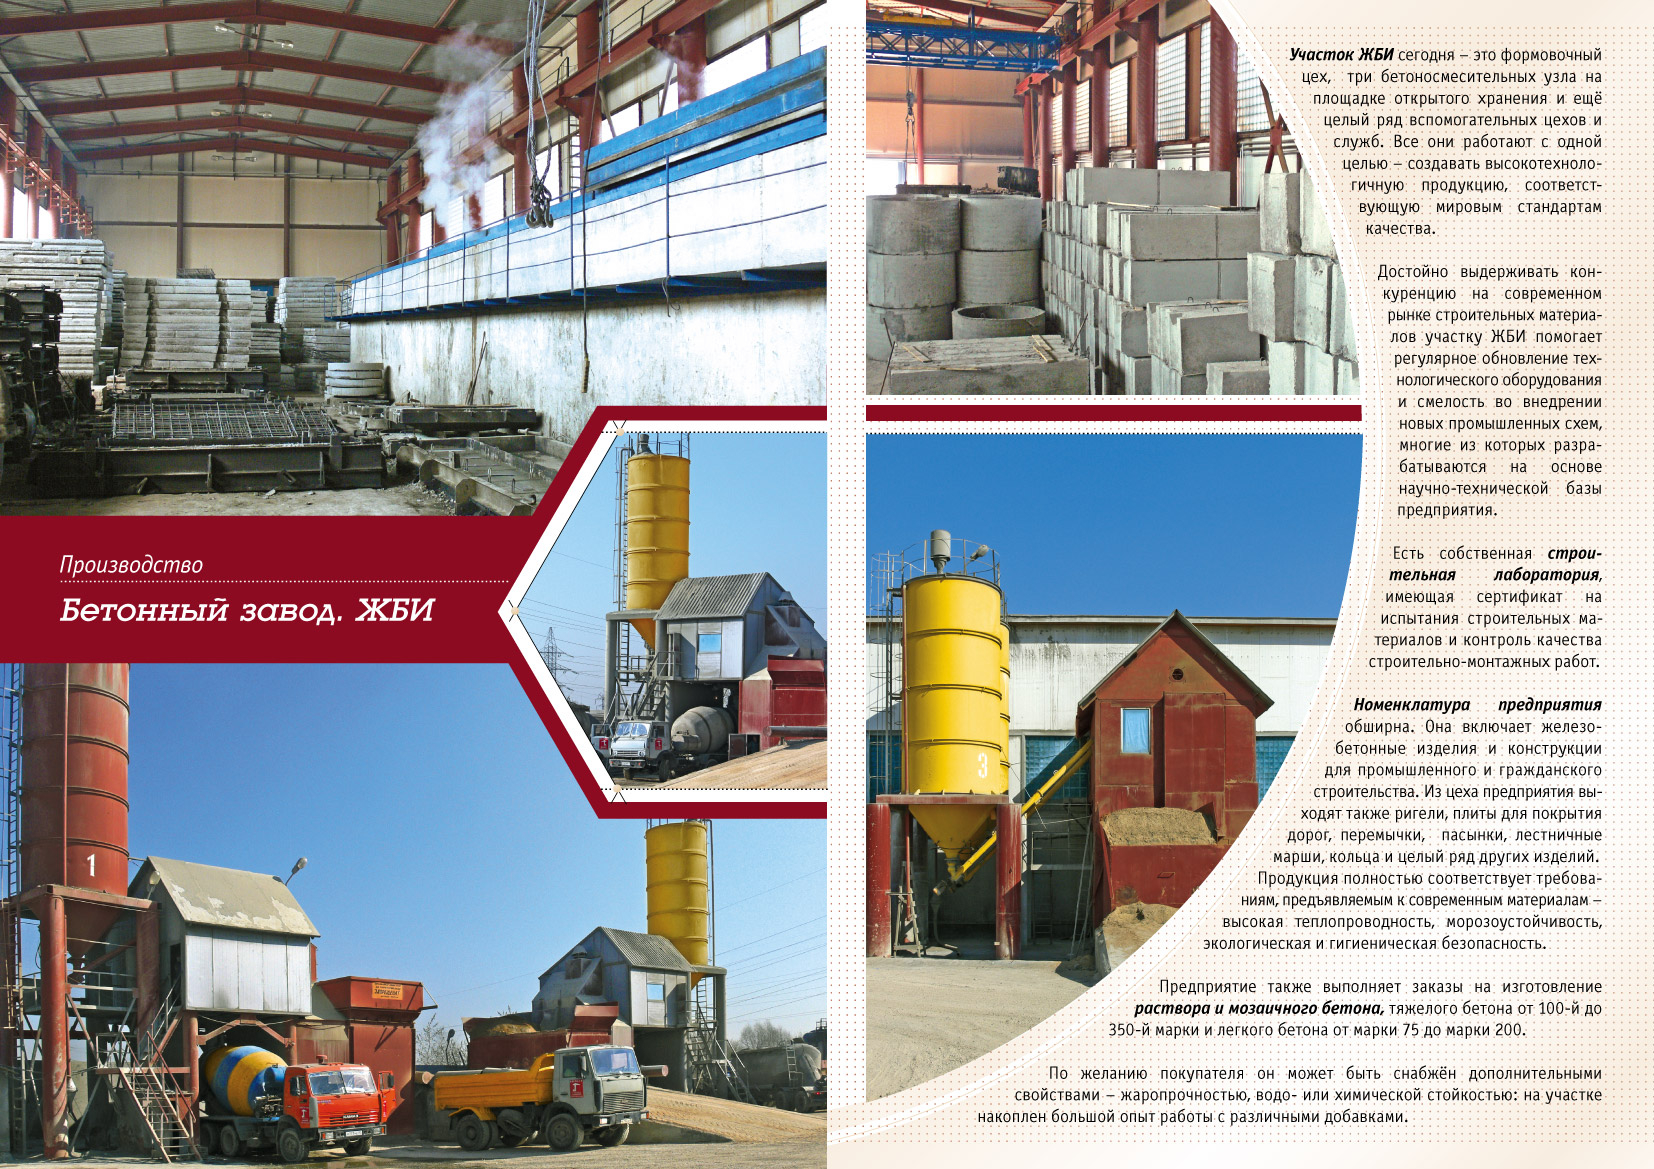 Производство
Бетонный завод. ЖБИ
1
3
Участок ЖБИ сегодня – это формовочный
цех, три бетоносмесительных узла на
площадке открытого хранения и ещё
целый ряд вспомогательных цехов и
служб. Все они работают с одной
целью – создавать высокотехноло-
гичную продукцию, соответст-
вующую мировым стандартам
качества.
Достойно выдерживать кон-
куренцию на современном
рынке строительных материа-
лов участку ЖБИ помогает
регулярное обновление тех-
нологического оборудования
и смелость во внедрении
новых промышленных схем,
многие из которых разра-
батываются на основе
научно-технической базы
предприятия.
Есть собственная строи-
тельная лаборатория,
имеющая сертификат на
испытания строительных ма-
териалов и контроль качества
строительно-монтажных работ.
Номенклатура предприятия
обширна. Она включает железо-
бетонные изделия и конструкции
для промышленного и гражданского
строительства. Из цеха предприятия вы-
ходят также ригели, плиты для покрытия
дорог, перемычки, пасынки, лестничные
марши, кольца и целый ряд других изделий.
Продукция полностью соответствует требова-
ниям, предъявляемым к современным материалам –
высокая теплопроводность, морозоустойчивость,
экологическая и гигиеническая безопасность.
Предприятие также выполняет заказы на изготовление
раствора и мозаичного бетона, тяжелого бетона от 100-й до
350-й марки и легкого бетона от марки 75 до марки 200.
По желанию покупателя он может быть снабжён дополнительными
свойствами – жаропрочностью, водо- или химической стойкостью: на участке
накоплен большой опыт работы с различными добавками.